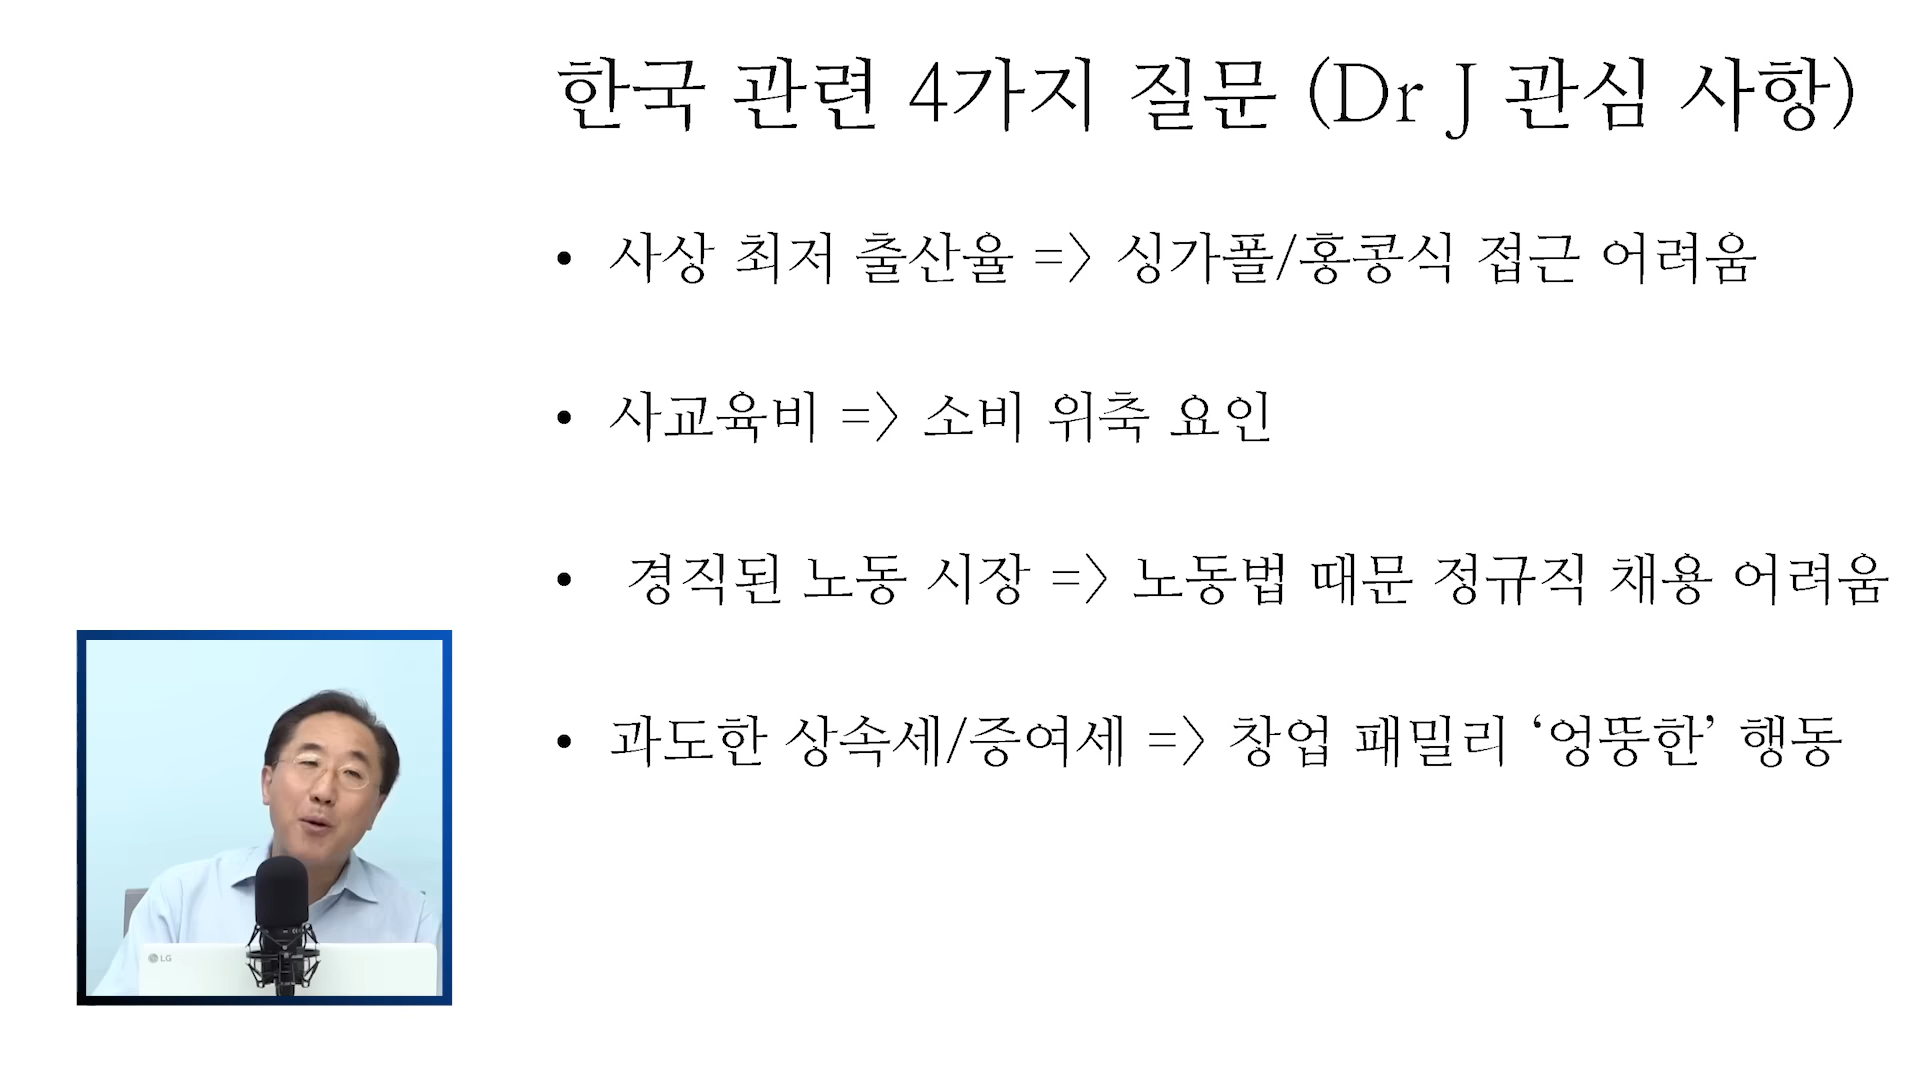 한국 관련 4가지 질문 (Dr J 관심 사항)
• 사상 최저 출산율 => 싱가폴/홍콩식 접근 어려움
• 사교육비 => 소비 위축 요인
• 경직된 노동 시장 => 노동법 때문 정규직 채용 어려움
• 과도한 상속세/증여세 => 창업 패밀리 ‘엉뚱한’ 행동
LG